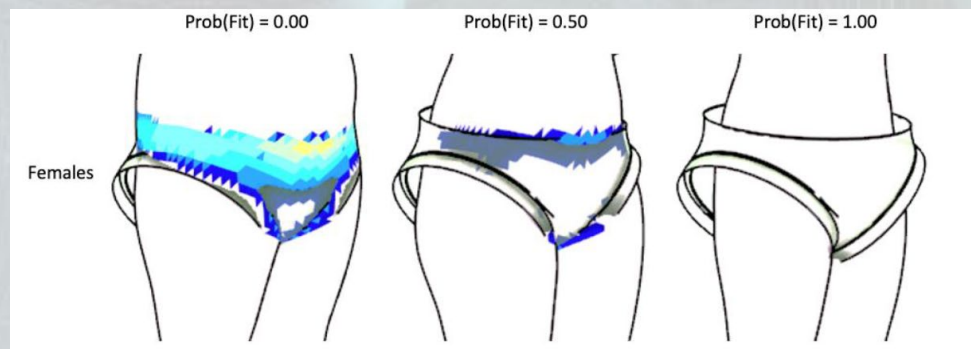 Prob(Fit) = 0.00 Prob(Fit) = 0.50 Prob(Fit) = 1.00
Females